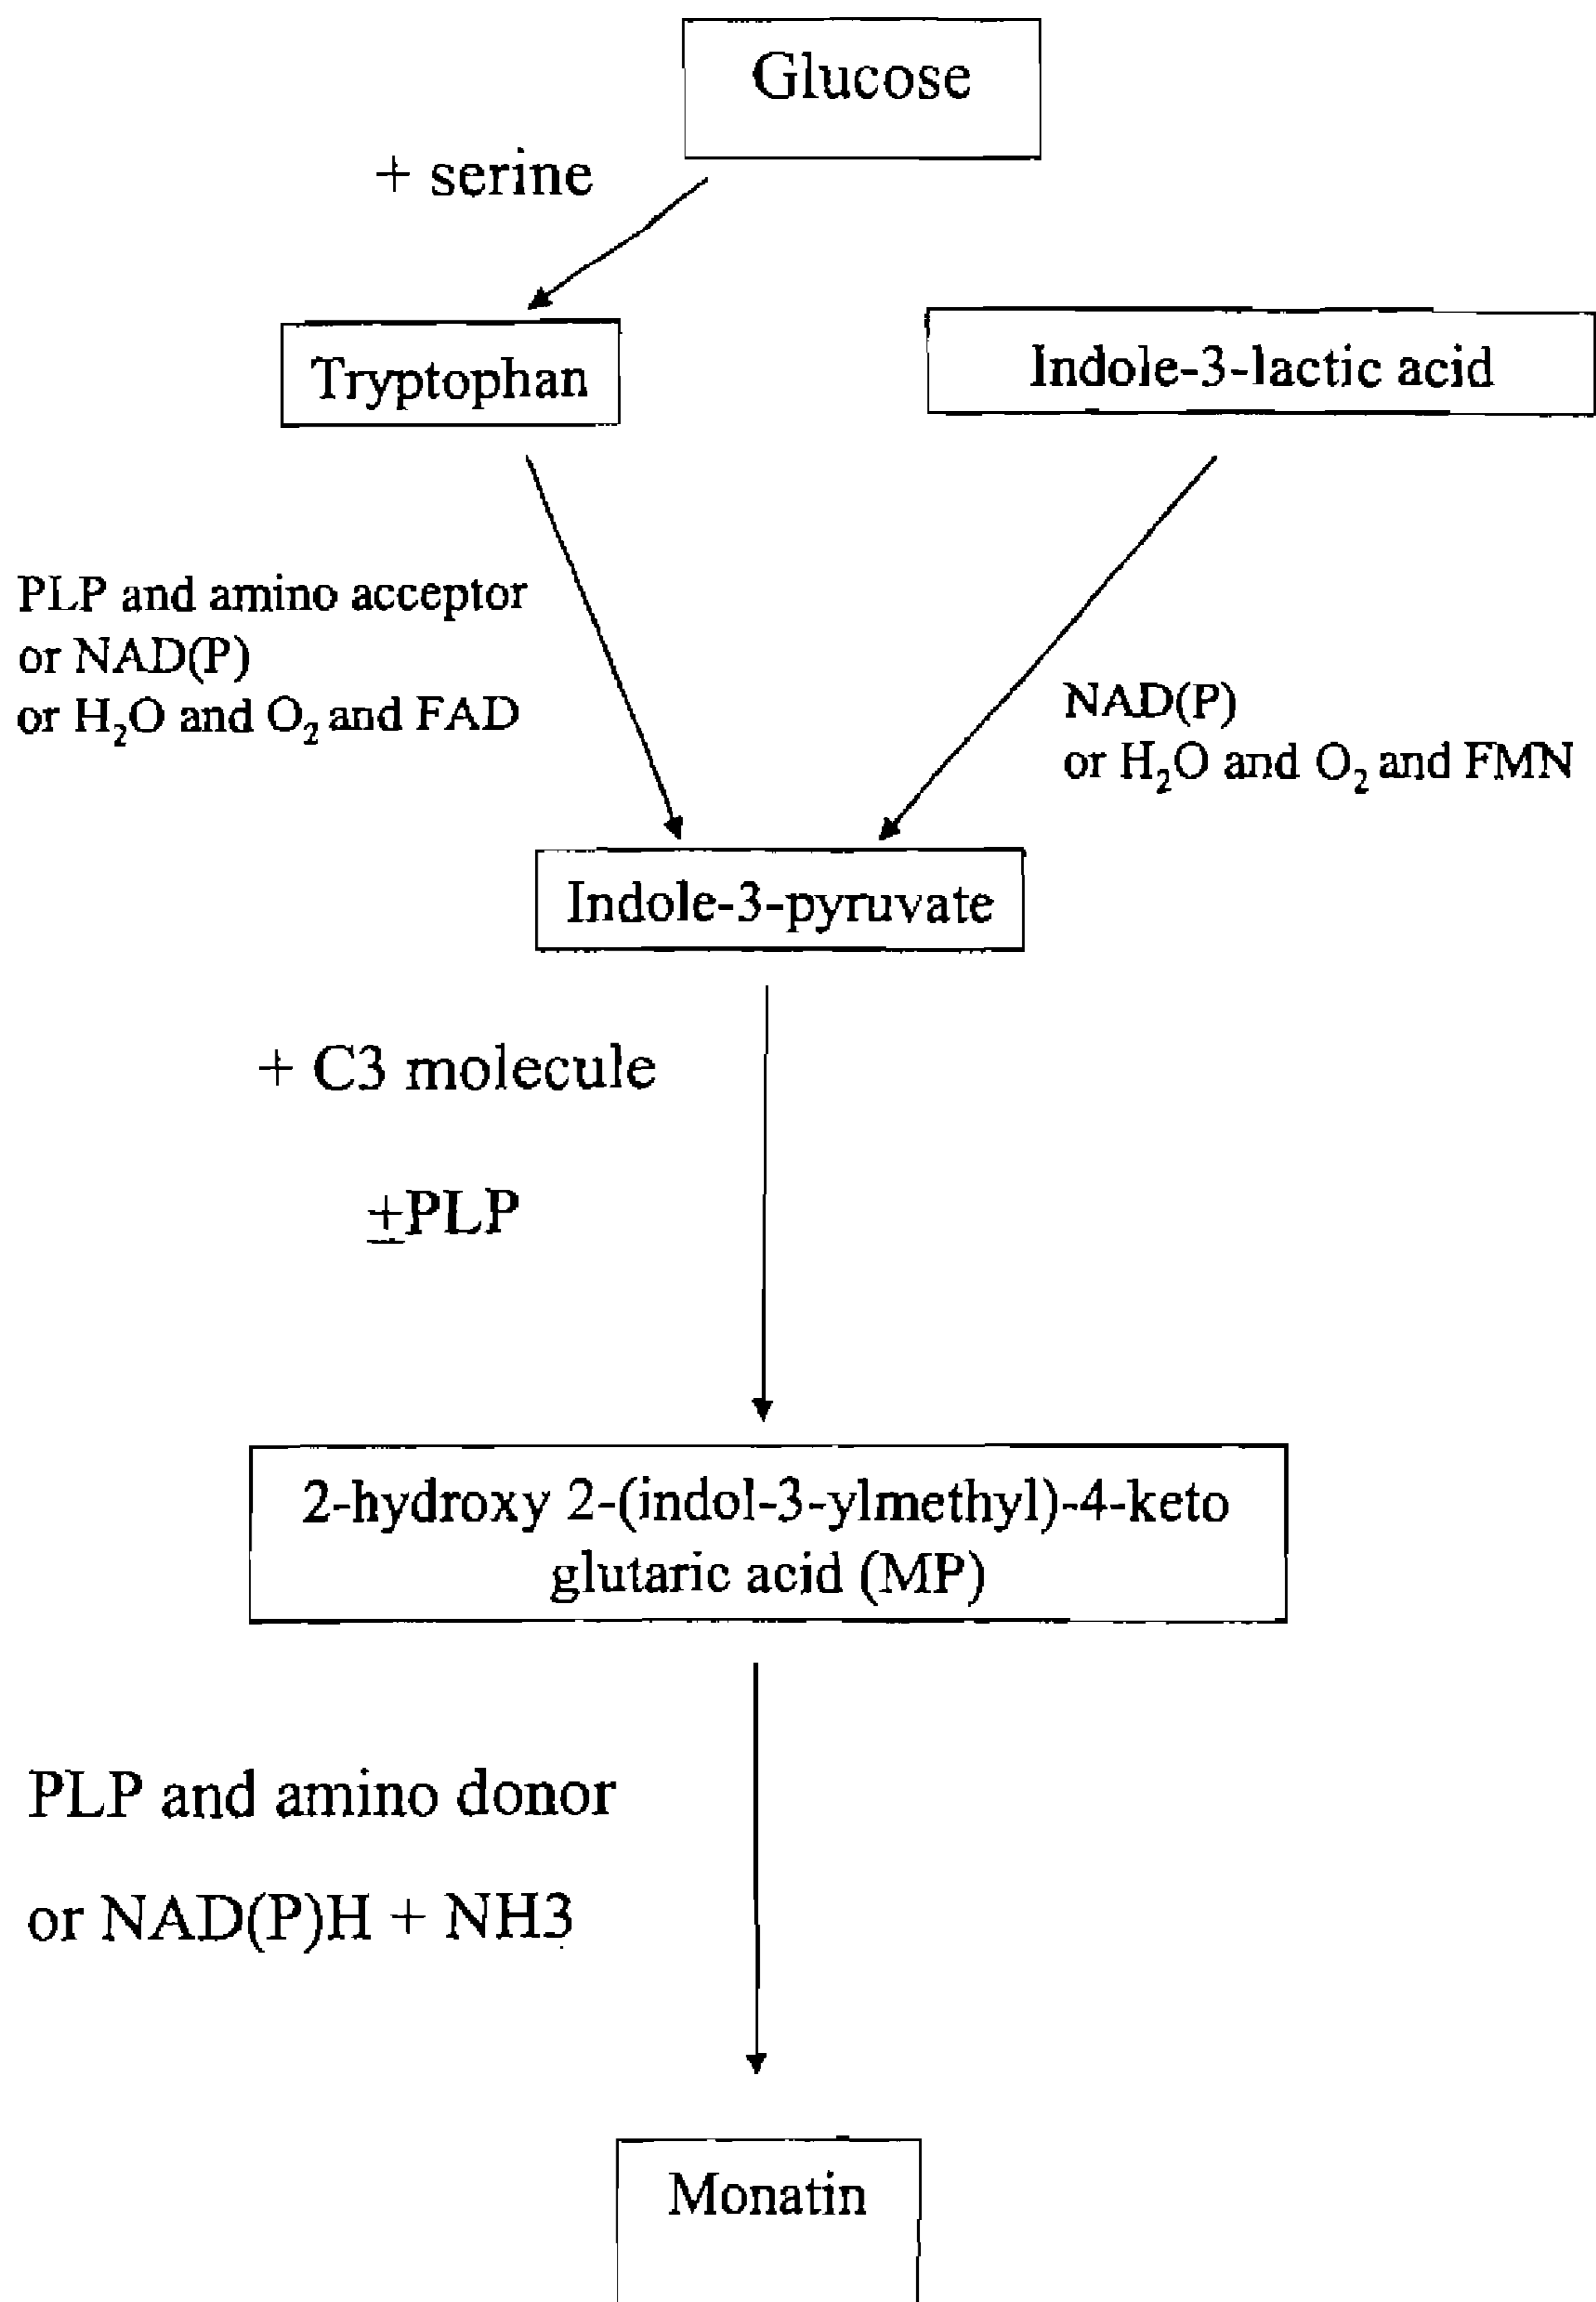 Glucose
+ serine
Tryptophan
Indole-3-lactic acid
PLP and amino acceptor
or NAD(P)
or H₂O and O₂ and FAD
NAD(P)
or H₂O and O₂ and FMN
Indole-3-pyruvate
+ C3 molecule
±PLP
2-hydroxy 2-(indol-3-ylmethyl)-4-keto
glutaric acid (MP)
PLP and amino donor
or NAD(P)H + NH3
Monatin